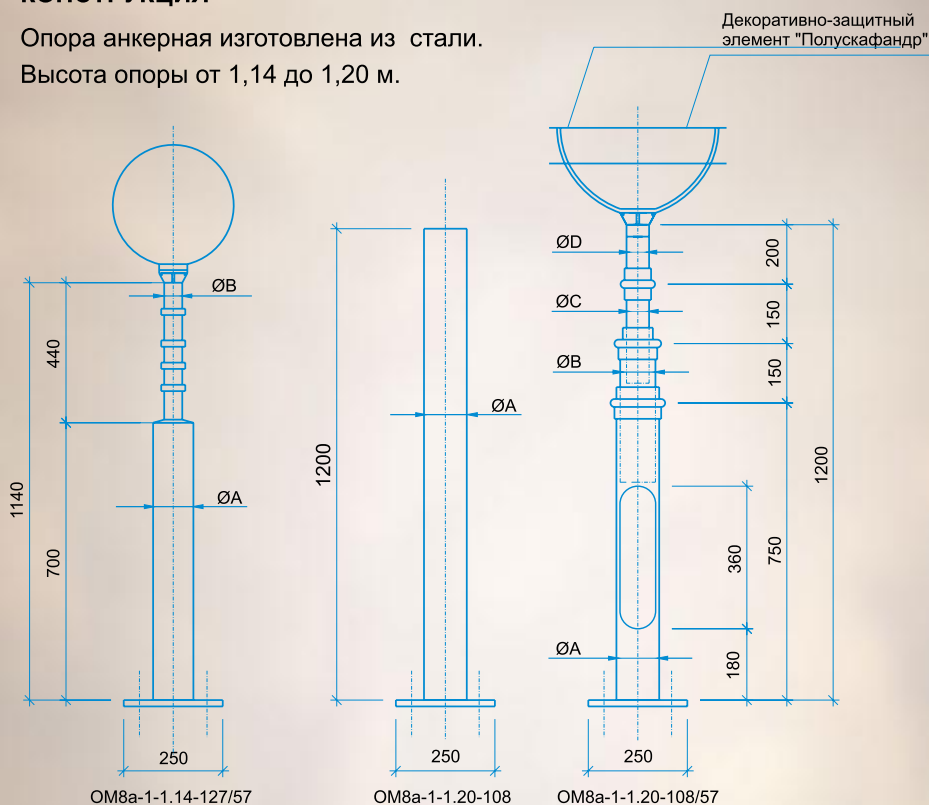 КОНСТРУКЦИЯ
Опора анкерная изготовлена из стали.
Высота опоры от 1,14 до 1,20 м.
Декоративно-защитный
элемент "Полускафандр"
ØB
440
ØA
1140
700
250
ОМ8а-1-1.14-127/57
ØA
1200
250
ОМ8а-1-1.20-108
ØD
200
ØC
150
ØB
150
1200
360
750
ØA
180
250
ОМ8а-1-1.20-108/57